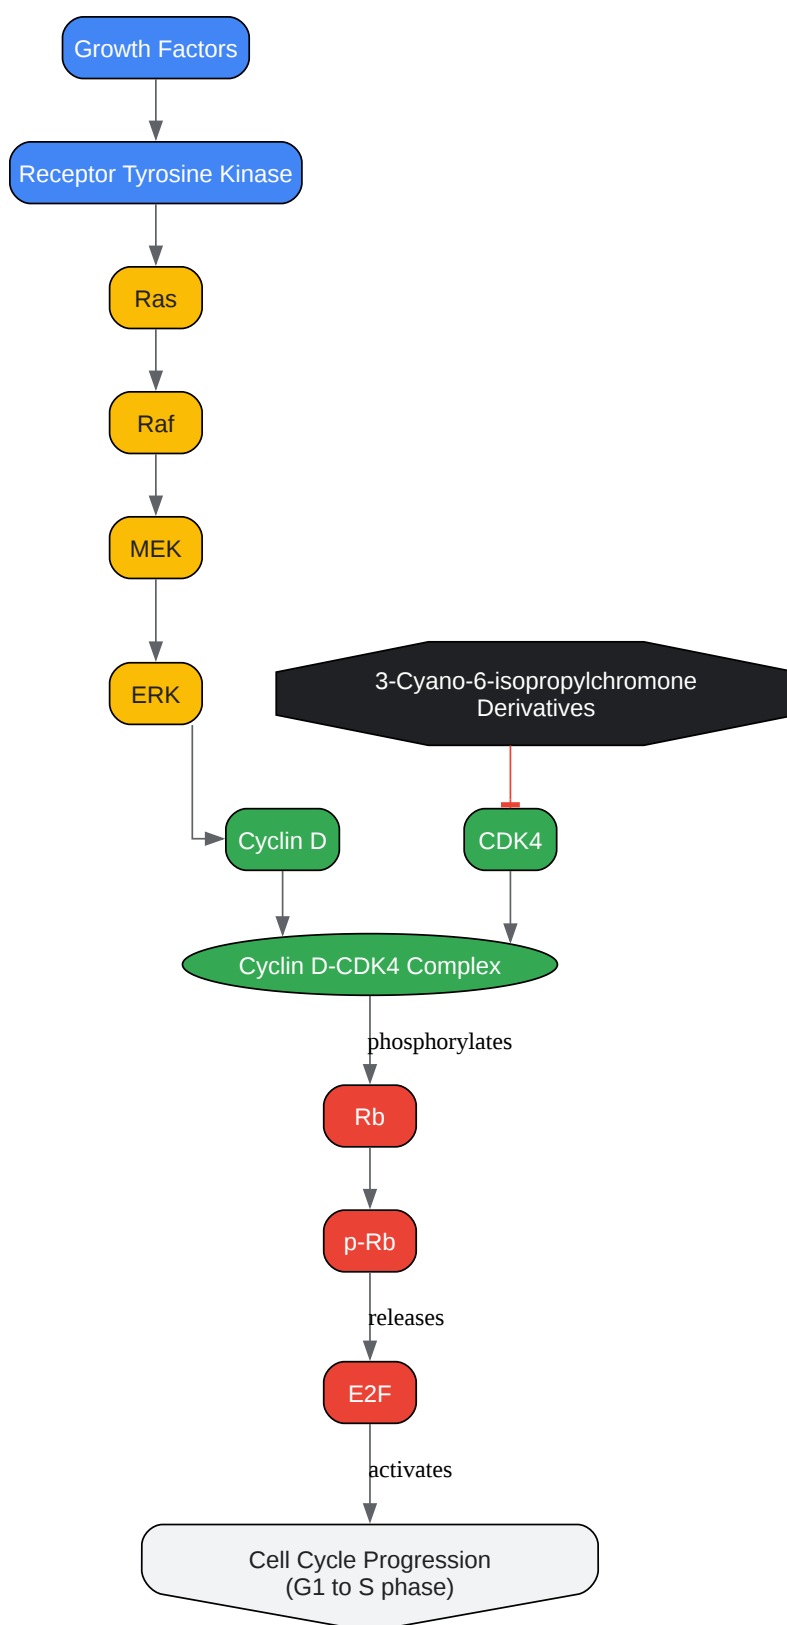 Growth Factors
Receptor Tyrosine Kinase
Ras
Raf
MEK
ERK
3-Cyano-6-isopropylchromone
Derivatives
Cyclin D
CDK4
Cyclin D-CDK4 Complex
phosphorylates
Rb
p-Rb
releases
E2F
activates
Cell Cycle Progression
(G1 to S phase)